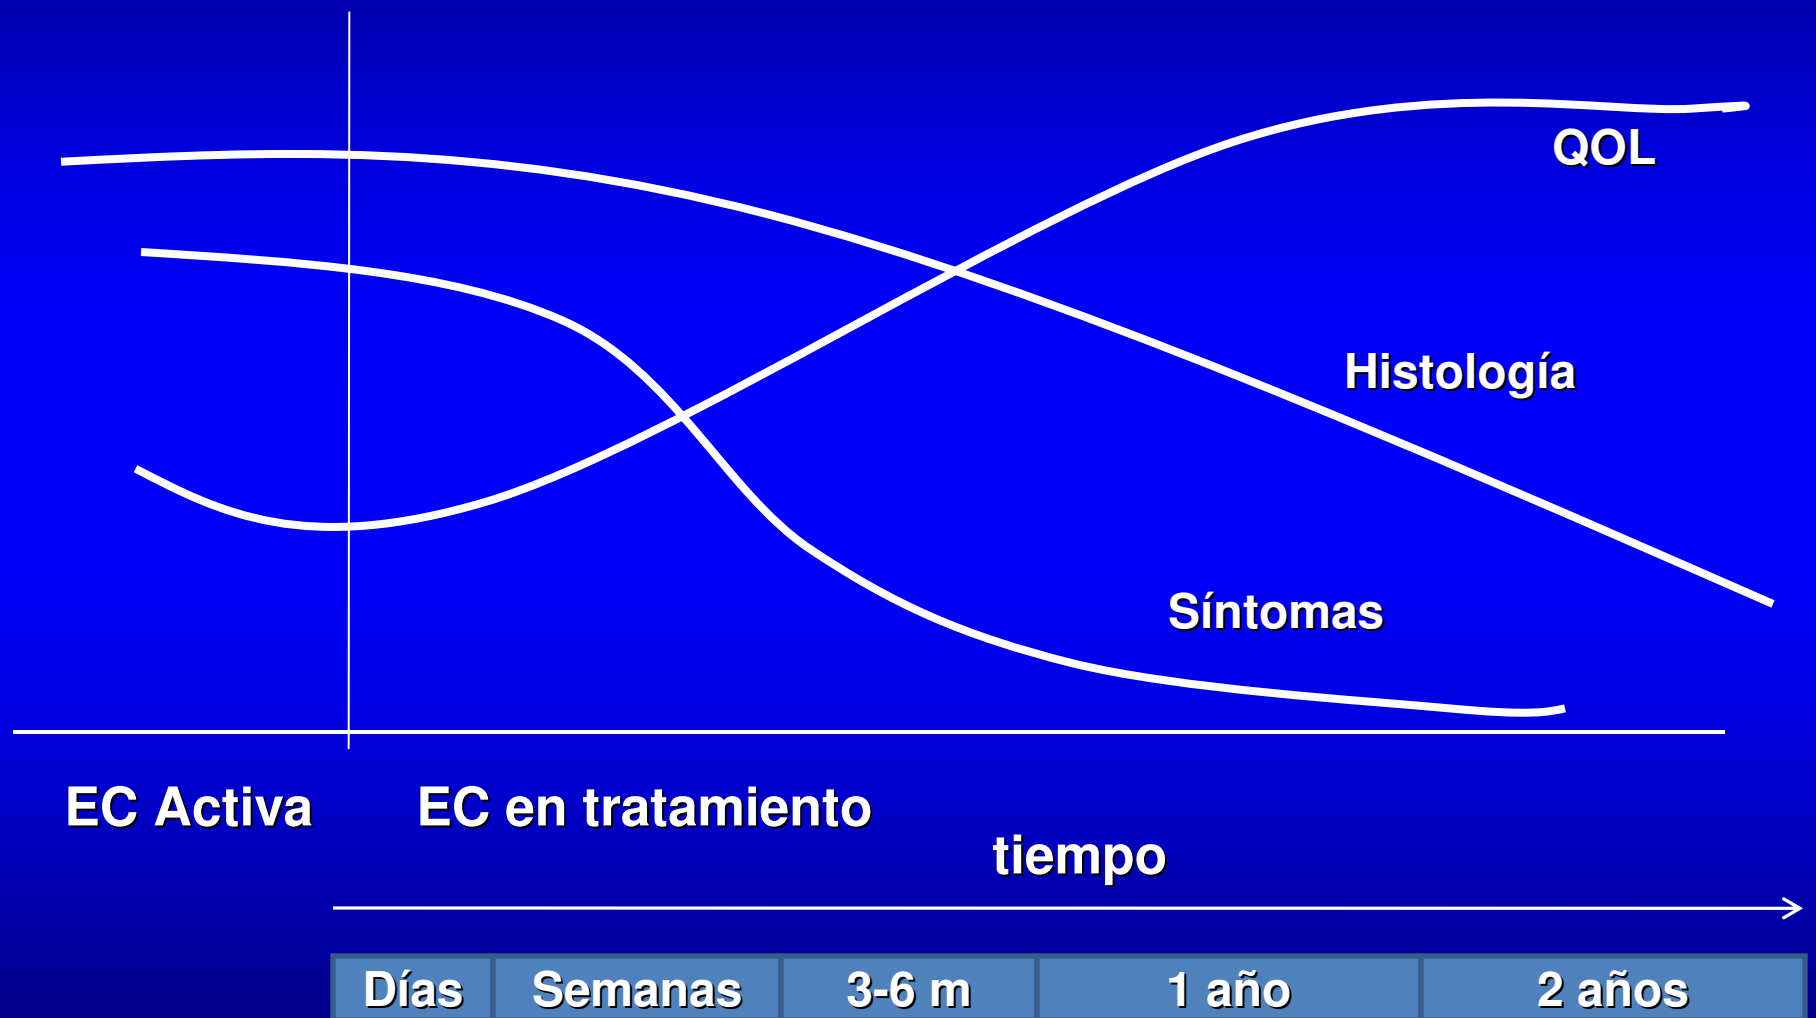 QOL
Histología
Síntomas
EC Activa
EC en tratamiento
tiempo
Días
Semanas
3-6 m
1 año
2 años